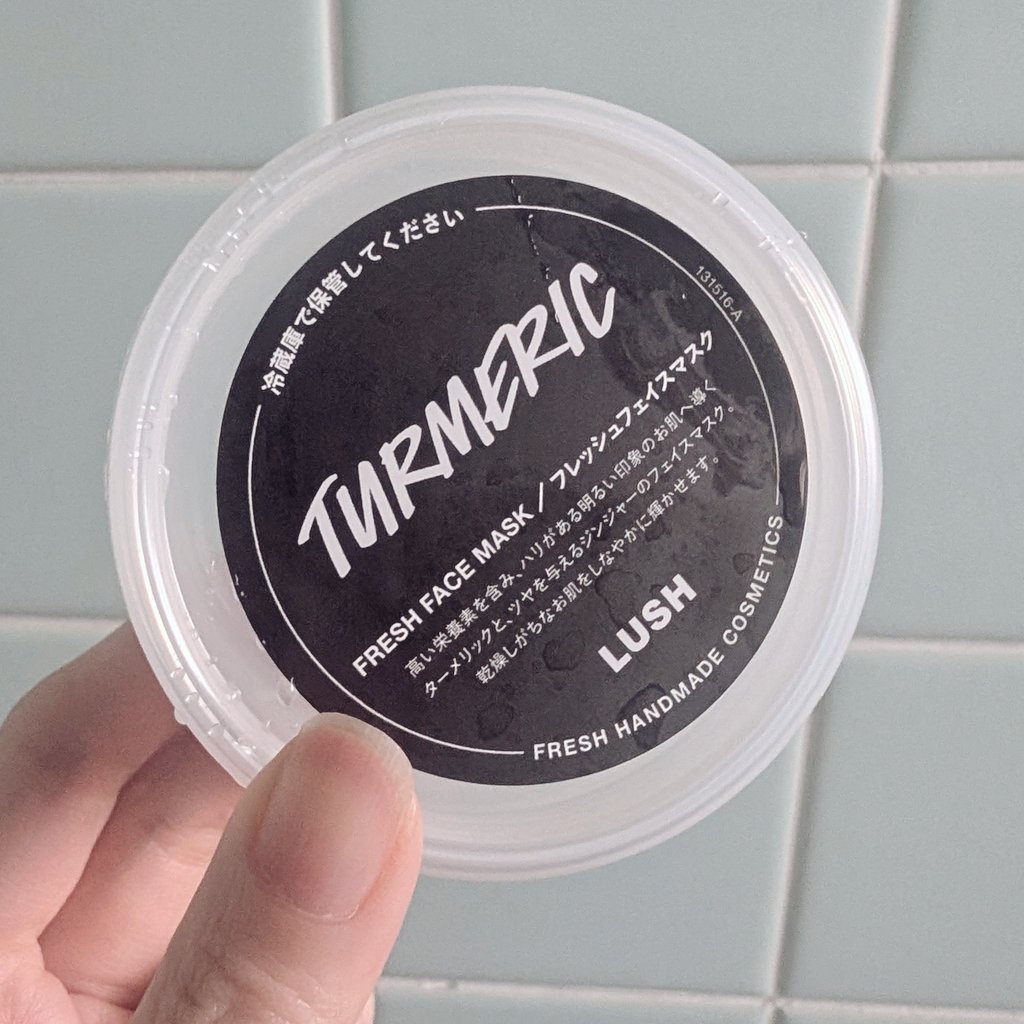 冷蔵庫で保管してください
131516-A
TURMERIC
FRESH FACE MASK / フレッシュフェイスマスク
高い栄養素を含み、ハリがある明るい印象のお肌へ導く
ターメリックと、ツヤを与えるジンジャーのフェイスマスク。
乾燥しがちなお肌をしなやかに輝かせます。
LUSH
FRESH HANDMADE COSMETICS